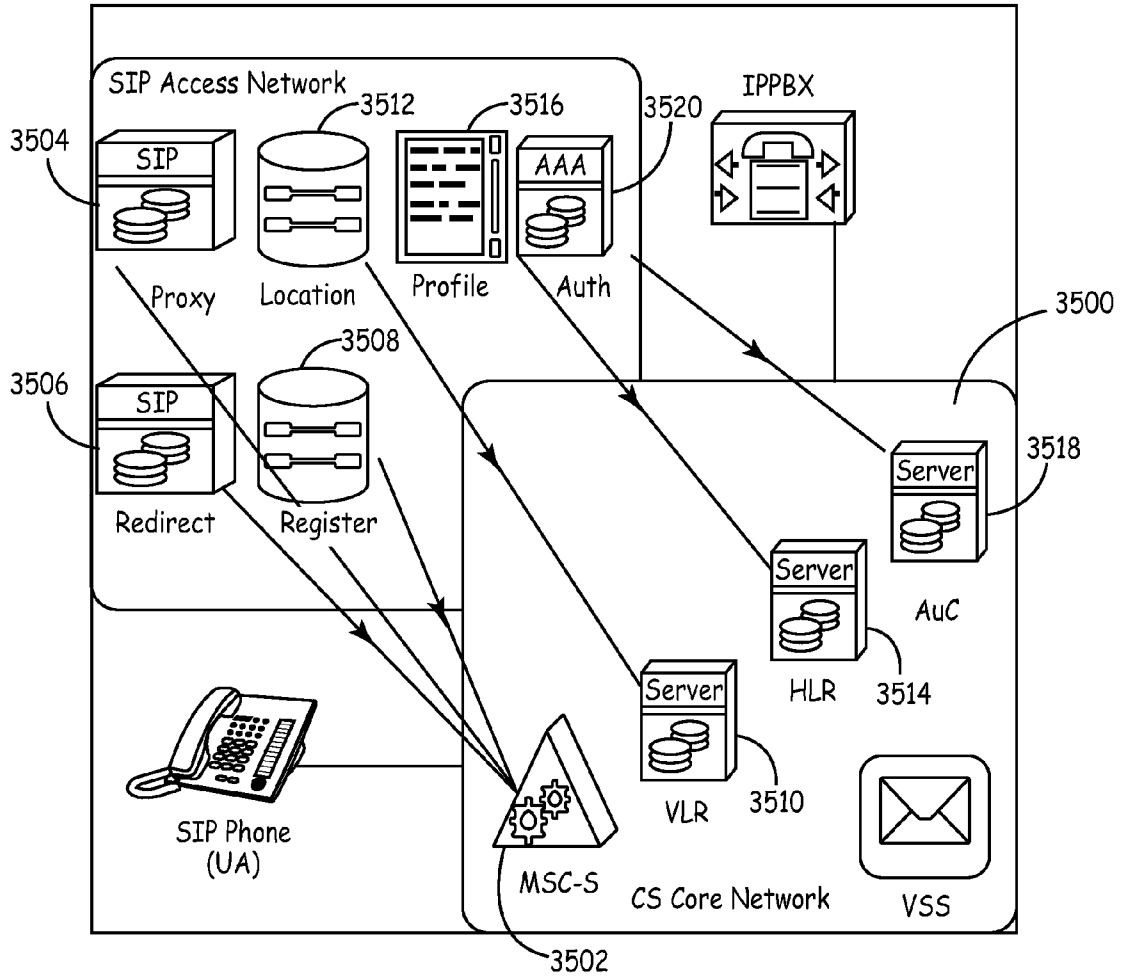 SIP Access Network
3512
3516
3520
IPPBX
3504
SIP
AAA
Proxy
Location
Profile
Auth
3500
3508
3506
SIP
Server
3518
Redirect
Register
Server
AuC
Server
HLR
3514
VLR
3510
SIP Phone
(UA)
MSC-S
CS Core Network
VSS
3502